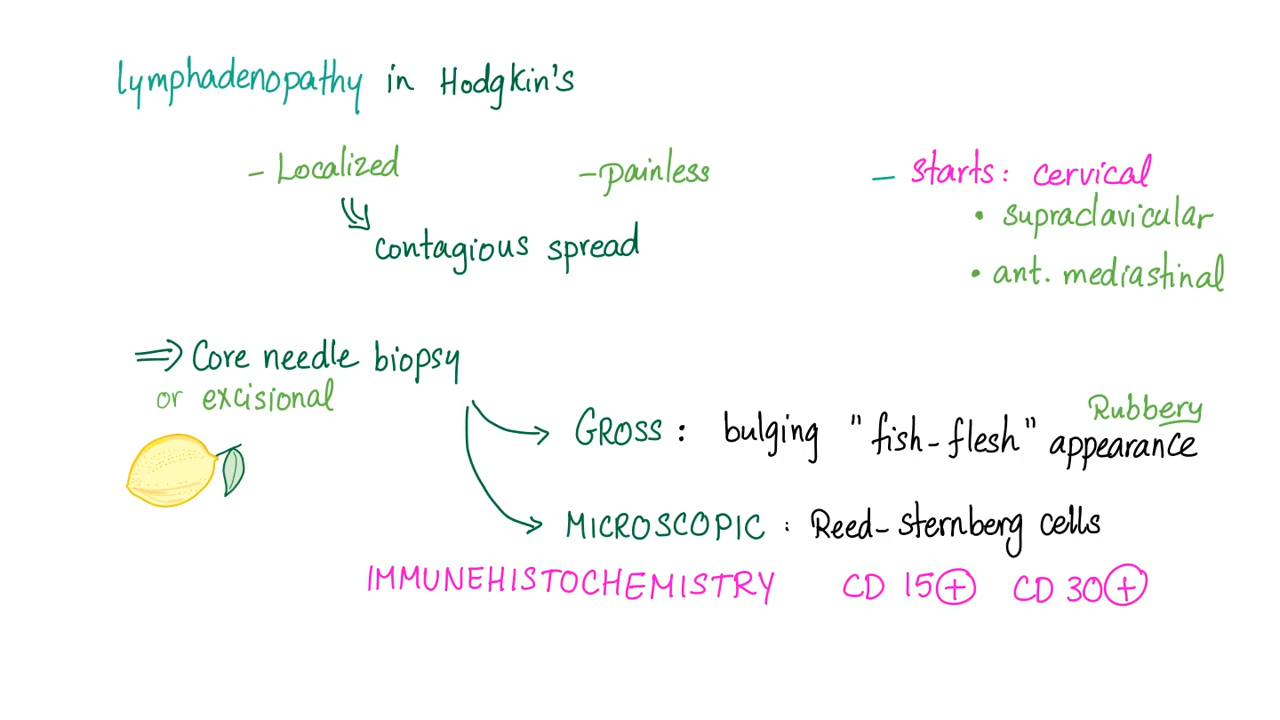 lymphadenopathy in Hodgkin's
- Localized
- painless
- starts: cervical
contagious spread
• supraclavicular
• ant. mediastinal
⇒ Core needle biopsy
or excisional
Rubbery
GROSS: bulging "fish-flesh" appearance
MICROSCOPIC: Reed-sternberg cells
IMMUNEHISTOCHEMISTRY CD 15⊕ CD 30⊕